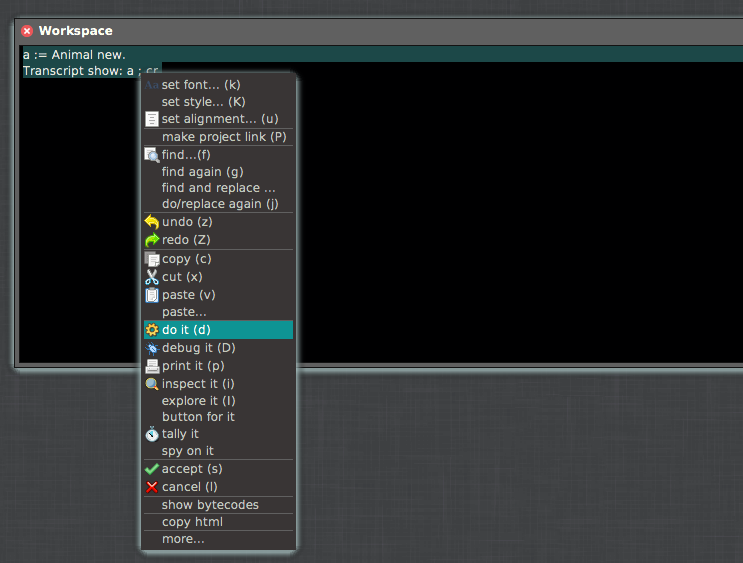 Workspace
a := Animal new.
Transcript show: a ; cr
set font... (k)
set style... (K)
set alignment... (u)
make project link (P)
find...(f)
find again (g)
find and replace ...
do/replace again (j)
undo (z)
redo (Z)
copy (c)
cut (x)
paste (v)
paste...
do it (d)
debug it (D)
print it (p)
inspect it (i)
explore it (I)
button for it
tally it
spy on it
accept (s)
cancel (l)
show bytecodes
copy html
more...